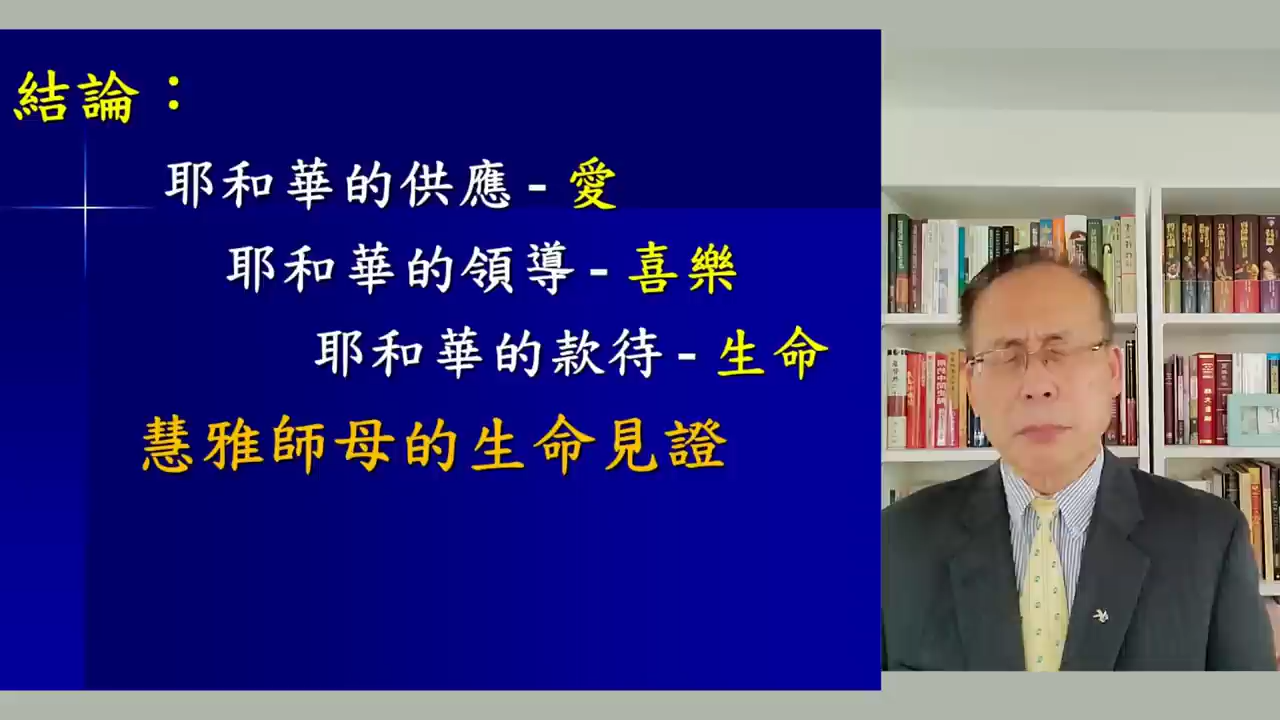 結論：
耶和華的供應 - 愛
耶和華的領導 - 喜樂
耶和華的款待 - 生命
慧雅師母的生命見證